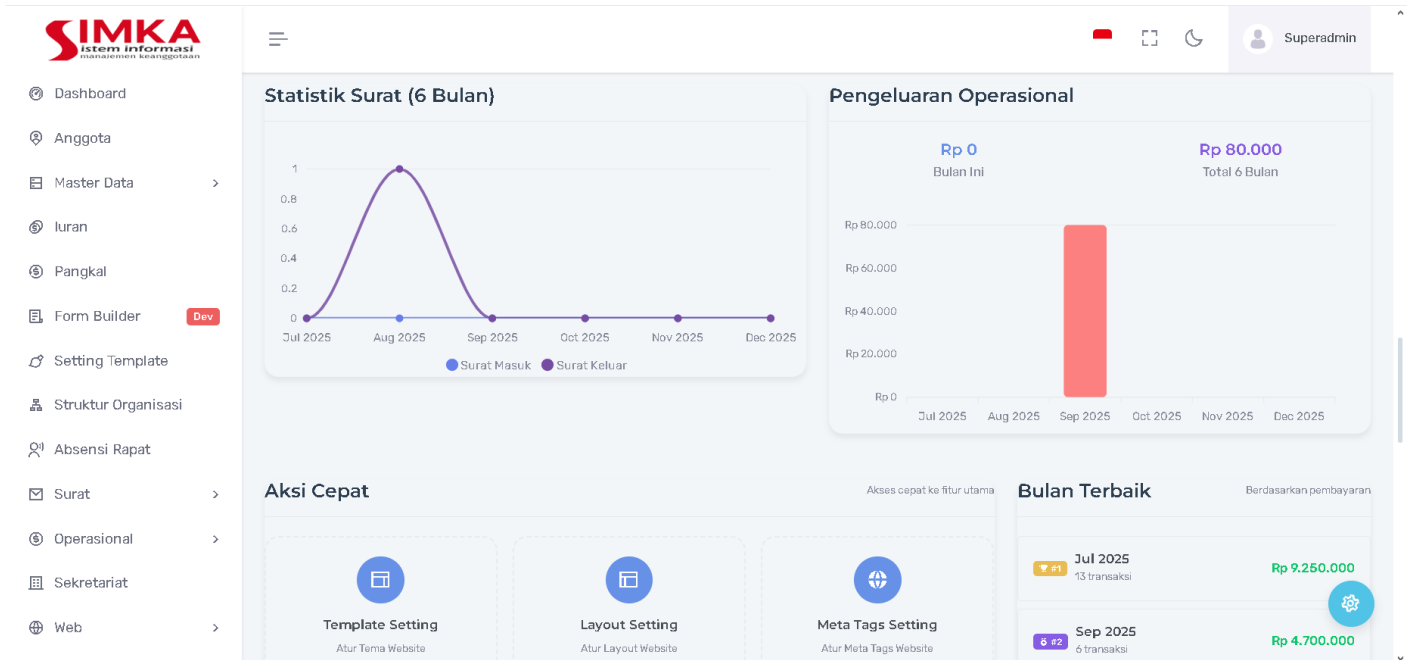 SIMKA
sistem informasi
manajemen keanggotaan
Dashboard
Anggota
Master Data
Iuran
Pangkal
Form Builder Dev
Setting Template
Struktur Organisasi
Absensi Rapat
Surat
Operasional
Sekretariat
Web
Superadmin
Statistik Surat (6 Bulan)
1
0.8
0.6
0.4
0.2
0
Jul 2025 Aug 2025 Sep 2025 Oct 2025 Nov 2025 Dec 2025
Surat Masuk Surat Keluar
Pengeluaran Operasional
Rp 0 Rp 80.000
Bulan Ini Total 6 Bulan
Rp 80.000
Rp 60.000
Rp 40.000
Rp 20.000
Rp 0
Jul 2025 Aug 2025 Sep 2025 Oct 2025 Nov 2025 Dec 2025
Aksi Cepat Akses cepat ke fitur utama
Template Setting
Atur Tema Website
Layout Setting
Atur Layout Website
Meta Tags Setting
Atur Meta Tags Website
Bulan Terbaik Berdasarkan pembayaran
#1 Jul 2025 Rp 9.250.000
13 transaksi
#2 Sep 2025 Rp 4.700.000
6 transaksi